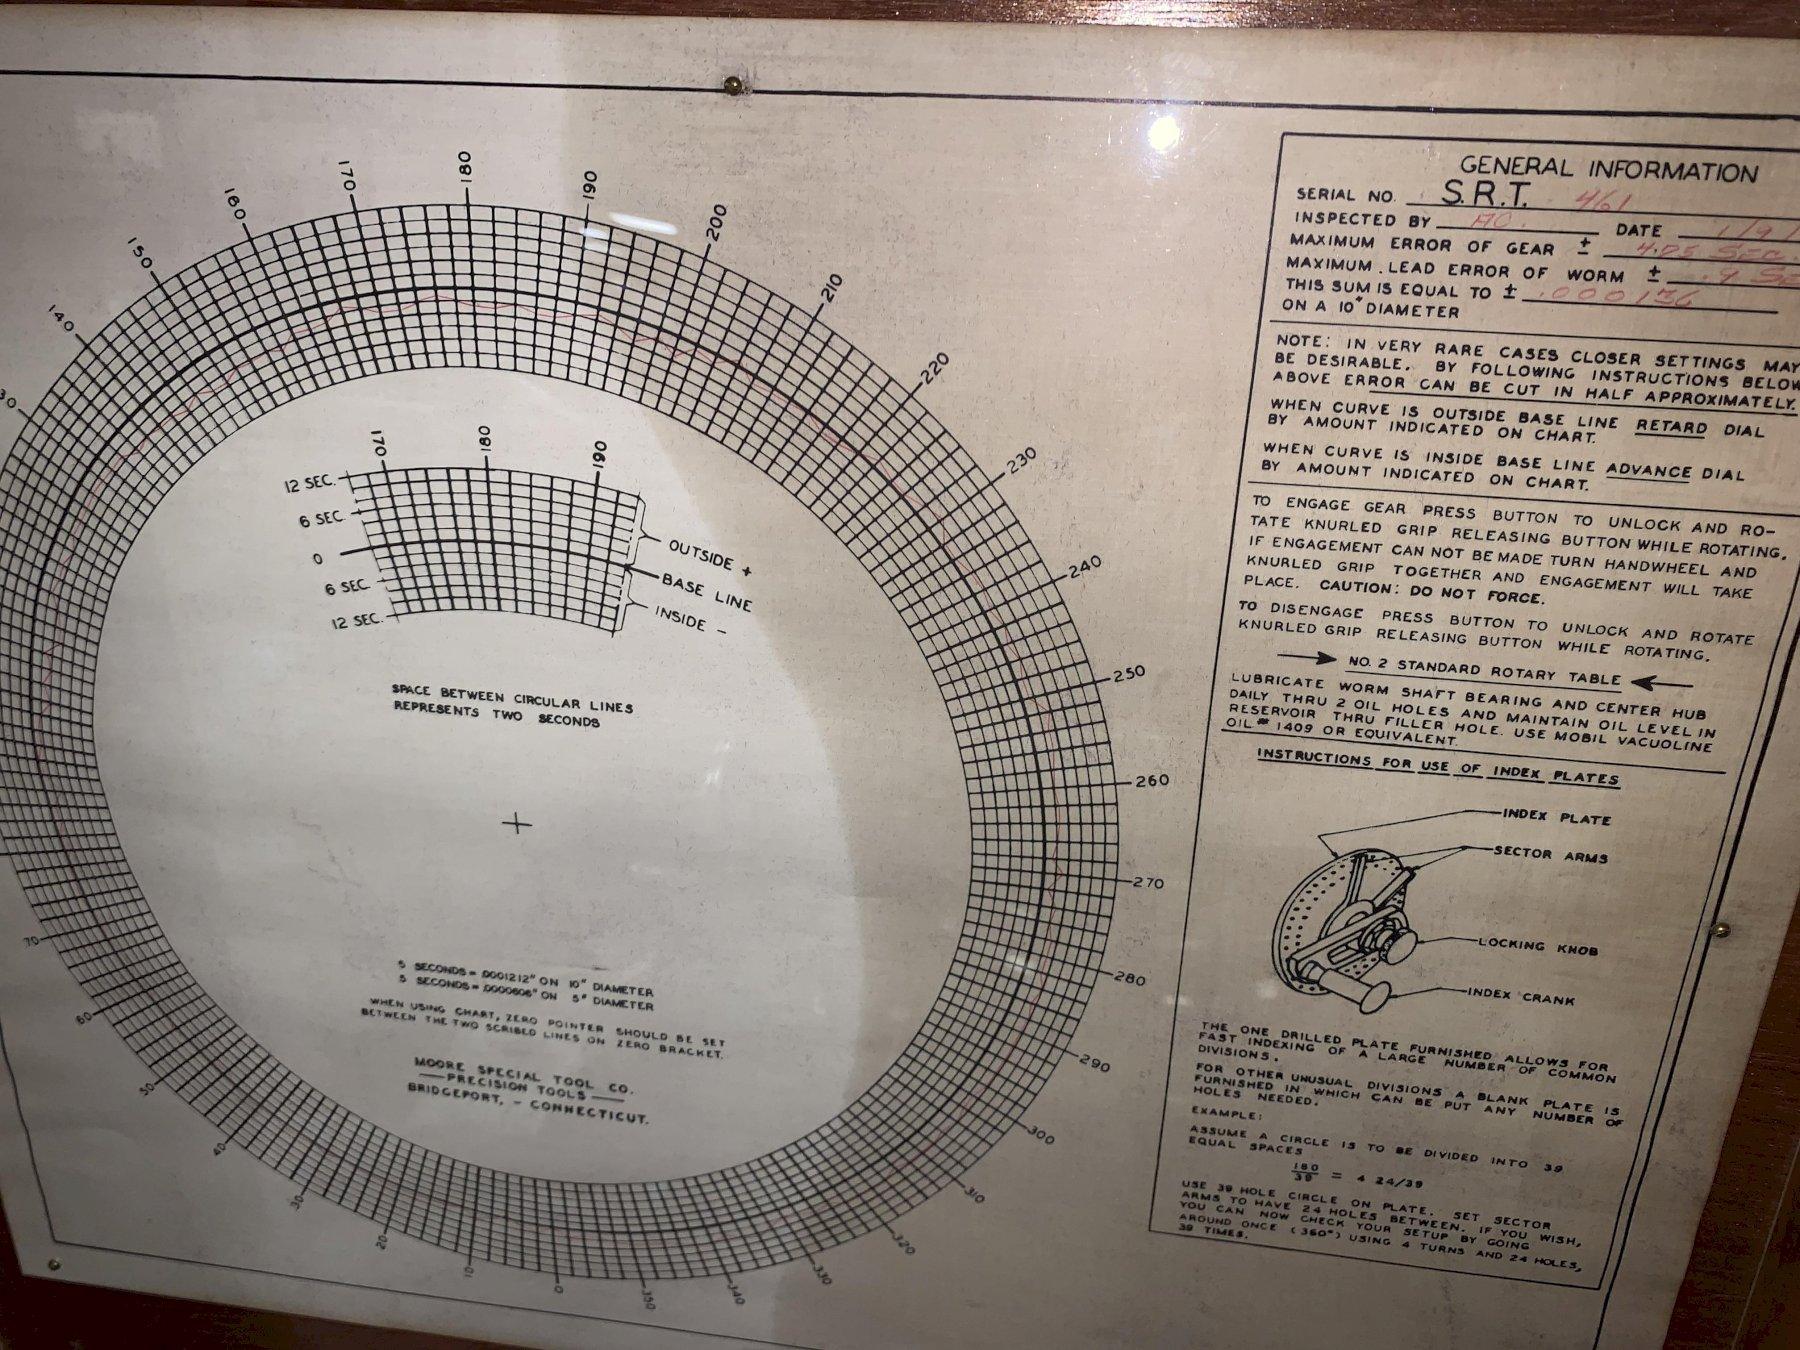 GENERAL INFORMATION
SERIAL NO. S.R.T. 461
INSPECTED BY DATE
MAXIMUM ERROR OF GEAR ±
MAXIMUM LEAD ERROR OF WORM ±
THIS SUM IS EQUAL TO ±
ON A 10" DIAMETER
NOTE: IN VERY RARE CASES CLOSER SETTINGS MAY
BE DESIRABLE. BY FOLLOWING INSTRUCTIONS BELOW
ABOVE ERROR CAN BE CUT IN HALF APPROXIMATELY.
WHEN CURVE IS OUTSIDE BASE LINE RETARD DIAL
BY AMOUNT INDICATED ON CHART.
WHEN CURVE IS INSIDE BASE LINE ADVANCE DIAL
BY AMOUNT INDICATED ON CHART.
TO ENGAGE GEAR PRESS BUTTON TO UNLOCK AND RO-
TATE KNURLED GRIP RELEASING BUTTON WHILE ROTATING.
IF ENGAGEMENT CAN NOT BE MADE TURN HANDWHEEL AND
KNURLED GRIP TOGETHER AND ENGAGEMENT WILL TAKE
PLACE. CAUTION: DO NOT FORCE.
TO DISENGAGE PRESS BUTTON TO UNLOCK AND ROTATE
KNURLED GRIP RELEASING BUTTON WHILE ROTATING.
NO. 2 STANDARD ROTARY TABLE
LUBRICATE WORM SHAFT BEARING AND CENTER HUB
DAILY THRU 2 OIL HOLES AND MAINTAIN OIL LEVEL IN
RESERVOIR THRU FILLER HOLE. USE MOBIL VACUOLINE
OIL # 1409 OR EQUIVALENT.
INSTRUCTIONS FOR USE OF INDEX PLATES
INDEX PLATE
SECTOR ARMS
LOCKING KNOB
INDEX CRANK
THE ONE DRILLED PLATE FURNISHED ALLOWS FOR
FAST INDEXING OF A LARGE NUMBER OF COMMON
DIVISIONS.
FOR OTHER UNUSUAL DIVISIONS A BLANK PLATE IS
FURNISHED IN WHICH CAN BE PUT ANY NUMBER OF
HOLES NEEDED.
EXAMPLE:
ASSUME A CIRCLE IS TO BE DIVIDED INTO 39
EQUAL SPACES
180/39 = 4 24/39
USE 39 HOLE CIRCLE ON PLATE. SET SECTOR
ARMS TO HAVE 24 HOLES BETWEEN. IF YOU WISH,
YOU CAN NOW CHECK YOUR SETUP BY GOING
AROUND ONCE (360°) USING 4 TURNS AND 24 HOLES,
39 TIMES.
0
10
20
30
40
50
60
70
140
150
160
170
180
190
200
210
220
230
240
250
260
270
280
290
300
310
320
330
340
350
170
180
190
12 SEC.
6 SEC.
0
6 SEC.
12 SEC.
OUTSIDE +
BASE LINE
INSIDE -
SPACE BETWEEN CIRCULAR LINES
REPRESENTS TWO SECONDS
5 SECONDS = .0001212" ON 10" DIAMETER
5 SECONDS = .0000606" ON 5" DIAMETER
WHEN USING CHART, ZERO POINTER SHOULD BE SET
BETWEEN THE TWO SCRIBED LINES ON ZERO BRACKET.
MOORE SPECIAL TOOL CO.
PRECISION TOOLS
BRIDGEPORT, - CONNECTICUT.